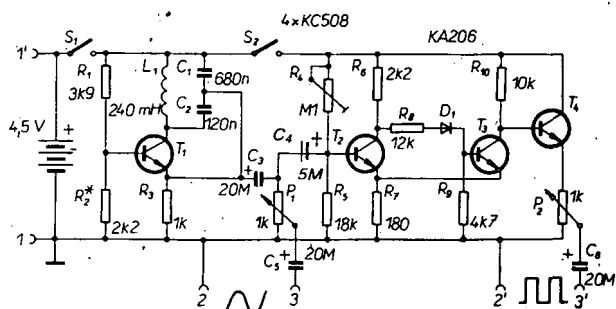 4×KC508
KA206
1'
S₁
S₂
R₁
3k9
L₁
240 mH
C₁
680n
C₂
120n
R₄
M1
R₆
2k2
R₁₀
10k
4,5 V
+
T₁
C₃
+
20M
C₄
+
5M
T₂
R₈
12k
D₁
T₃
T₄
R₂*
2k2
R₃
1k
P₁
1k
R₅
18k
R₇
180
R₉
4k7
P₂
1k
1
C₅
+
20M
C₆
+
20M
2
3
2'
3'